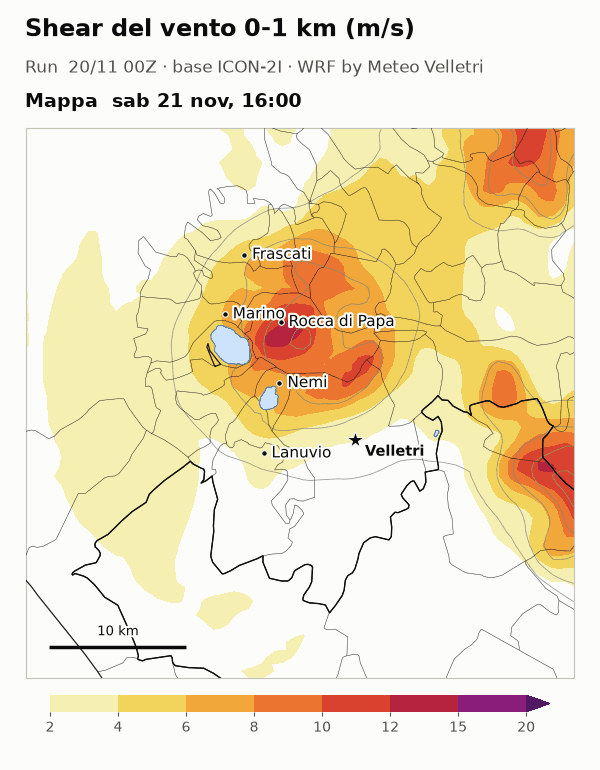 Shear del vento 0-1 km (m/s)
Run  20/11 00Z · base ICON-2I · WRF by Meteo Velletri
Mappa  sab 21 nov, 16:00
Frascati
Marino
Rocca di Papa
Nemi
Velletri
Lanuvio
10 km
2 4 6 8 10 12 15 20